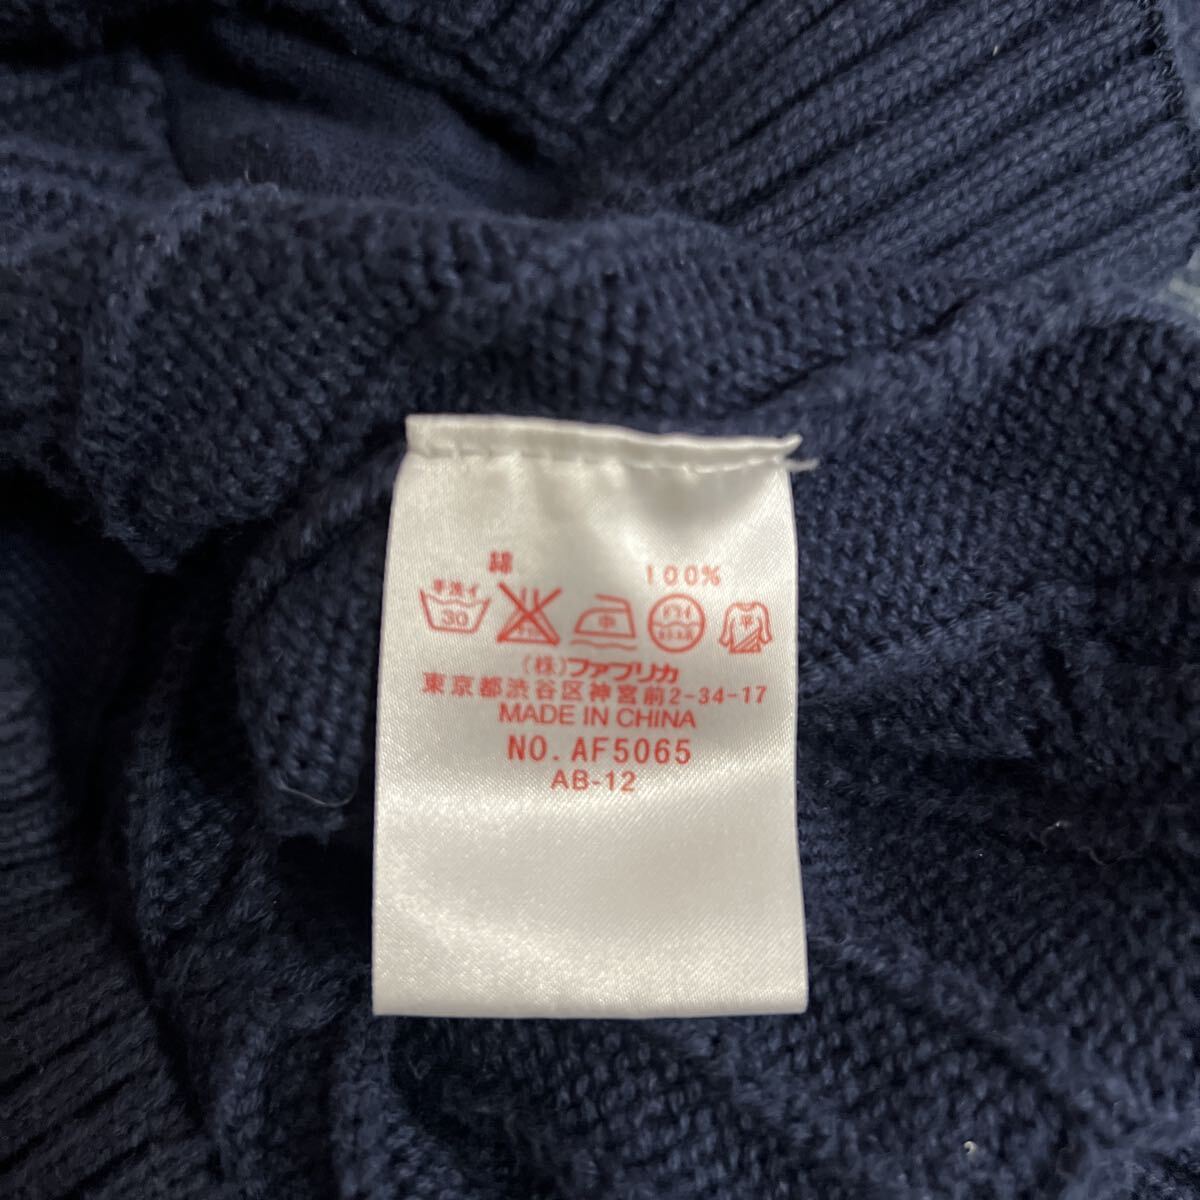 綿 100%
手洗イ 30 中 ドライ 平
(株)ファブリカ
東京都渋谷区神宮前2-34-17
MADE IN CHINA
NO. AF5065
AB-12